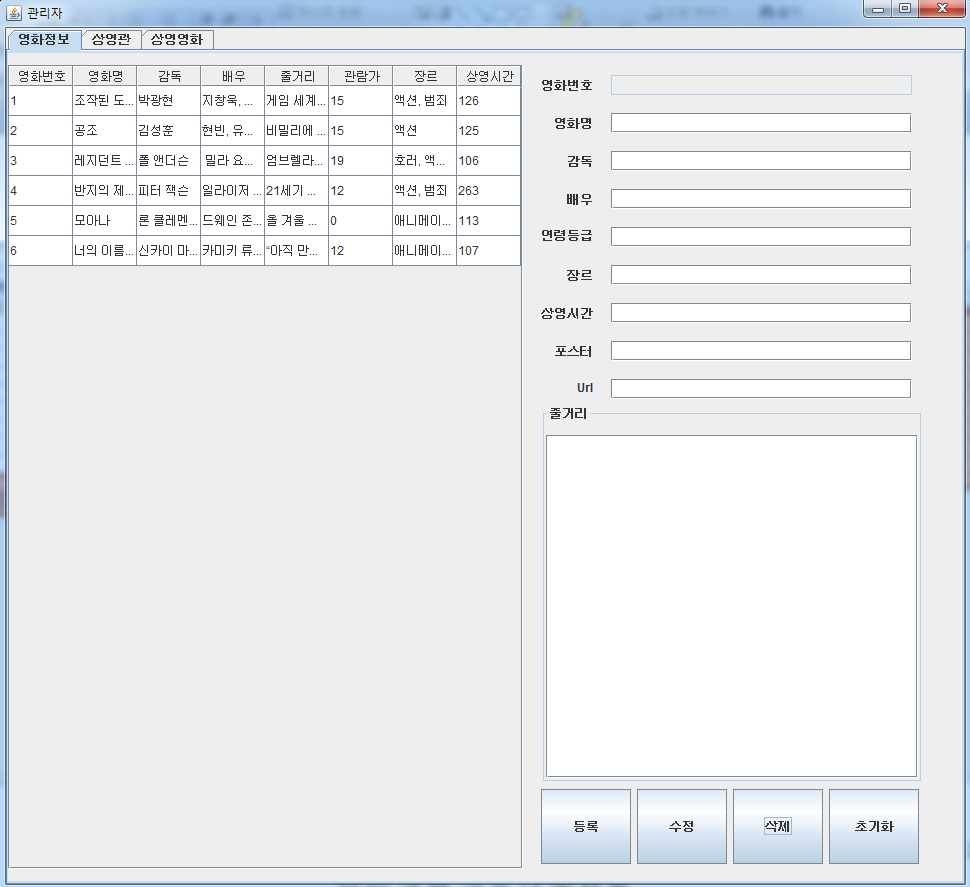 관리자
영화정보 상영관 상영영화
영화번호 영화명 감독 배우 줄거리 관람가 장르 상영시간
1 조작된 도... 박광현 지창욱, ... 게임 세계... 15 액션, 범죄 126
2 공조 김성훈 현빈, 유... 비밀리에 ... 15 액션 125
3 레지던트 ... 폴 앤더슨 밀라 요... 엄브렐라... 19 호러, 액... 106
4 반지의 제... 피터 잭슨 일라이저 ... 21세기 ... 12 액션, 범죄 263
5 모아나 론 클레멘... 드웨인 존... 올 겨울 ... 0 애니메이... 113
6 너의 이름... 신카이 마... 카미키 류... “아직 만... 12 애니메이... 107
영화번호
영화명
감독
배우
연령등급
장르
상영시간
포스터
Url
줄거리
등록 수정 삭제 초기화